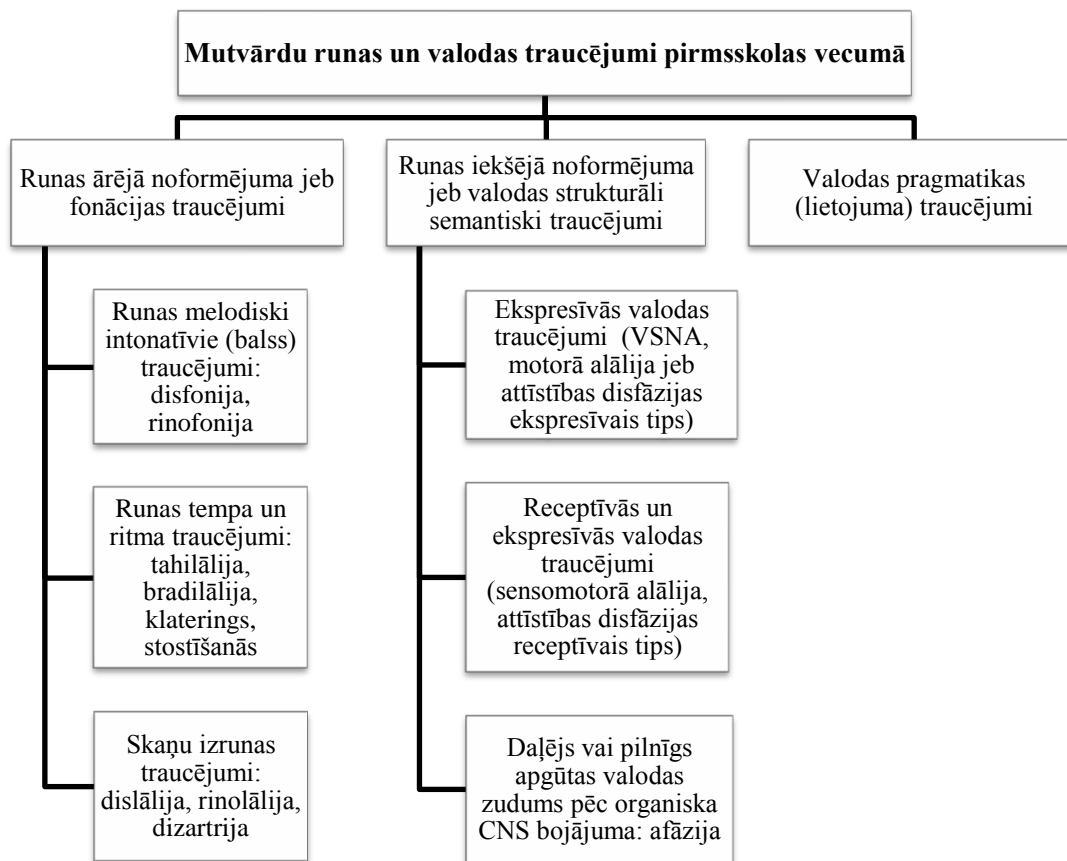 Mutvārdu runas un valodas traucējumi pirmsskolas vecumā
Runas ārējā noformējuma jeb
fonācijas traucējumi
Runas melodiski
intonatīvie (balss)
traucējumi:
disfonija,
rinofonija
Runas tempa un
ritma traucējumi:
tahilālija,
bradilālija,
klaterings,
stostīšanās
Skaņu izrunas
traucējumi:
dislālija, rinolālija,
dizartrija
Runas iekšējā noformējuma
jeb valodas strukturāli
semantiski traucējumi
Ekspresīvās valodas
traucējumi (VSNA,
motorā alālija jeb
attīstības disfāzijas
ekspresīvais tips)
Receptīvās un
ekspresīvās valodas
traucējumi
(sensomotorā alālija,
attīstības disfāzijas
receptīvais tips)
Daļējs vai pilnīgs
apgūtas valodas
zudums pēc organiska
CNS bojājuma: afāzija
Valodas pragmatikas
(lietojuma) traucējumi